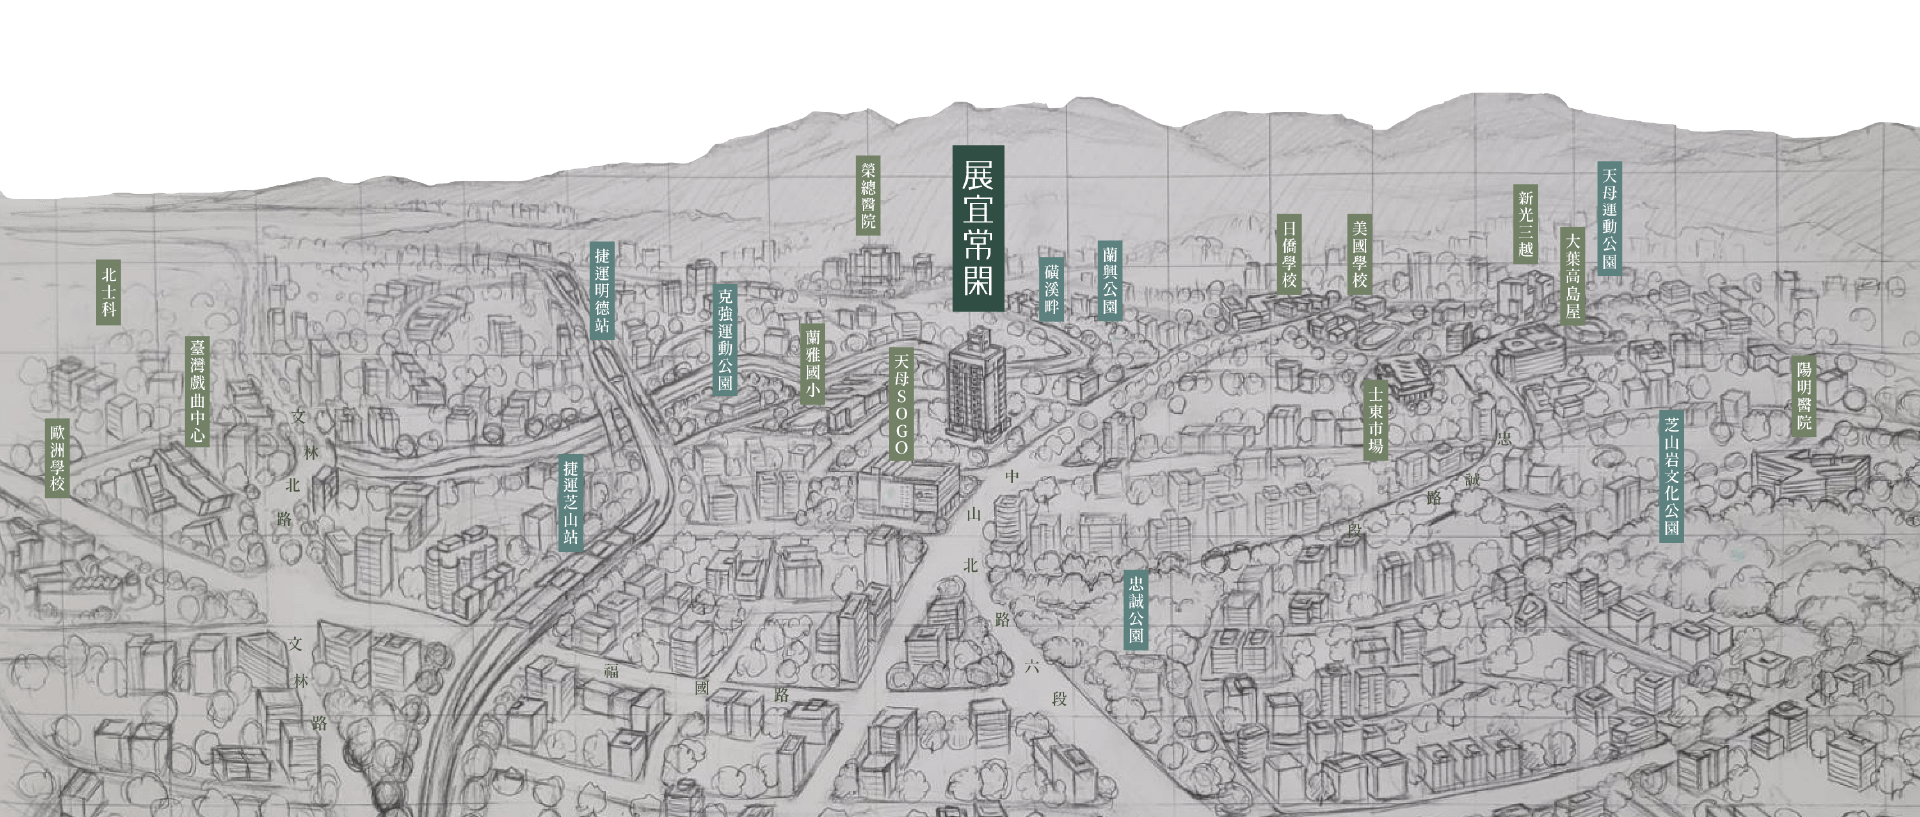 北士科
歐洲學校
臺灣戲曲中心
文林北路
文林路
捷運明德站
捷運芝山站
克強運動公園
蘭雅國小
榮總醫院
天母SOGO
展宜常閑
磺溪畔
蘭興公園
中山北路六段
福國路
忠誠公園
日僑學校
美國學校
士東市場
忠誠路
段
新光三越
大葉高島屋
天母運動公園
芝山岩文化公園
陽明醫院